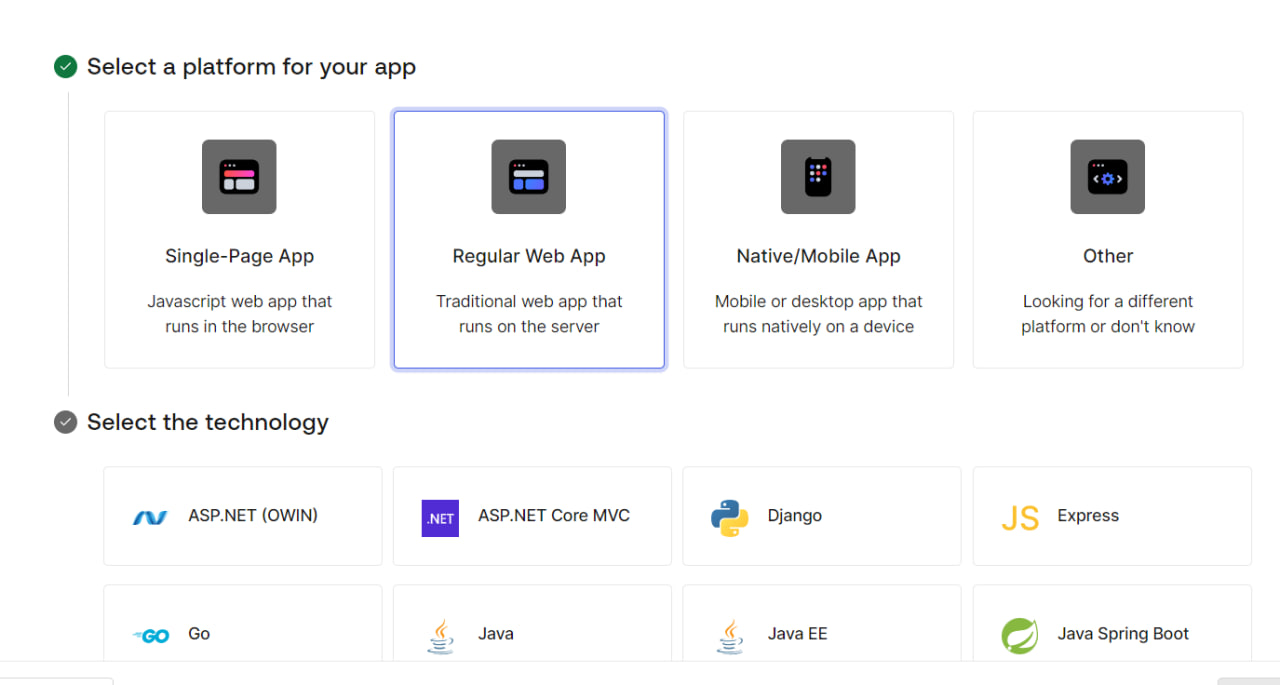 Select a platform for your app
Single-Page App
Javascript web app that
runs in the browser
Regular Web App
Traditional web app that
runs on the server
Native/Mobile App
Mobile or desktop app that
runs natively on a device
Other
Looking for a different
platform or don't know
Select the technology
ASP.NET (OWIN)
.NET
ASP.NET Core MVC
Django
JS
Express
GO
Go
Java
Java EE
Java Spring Boot